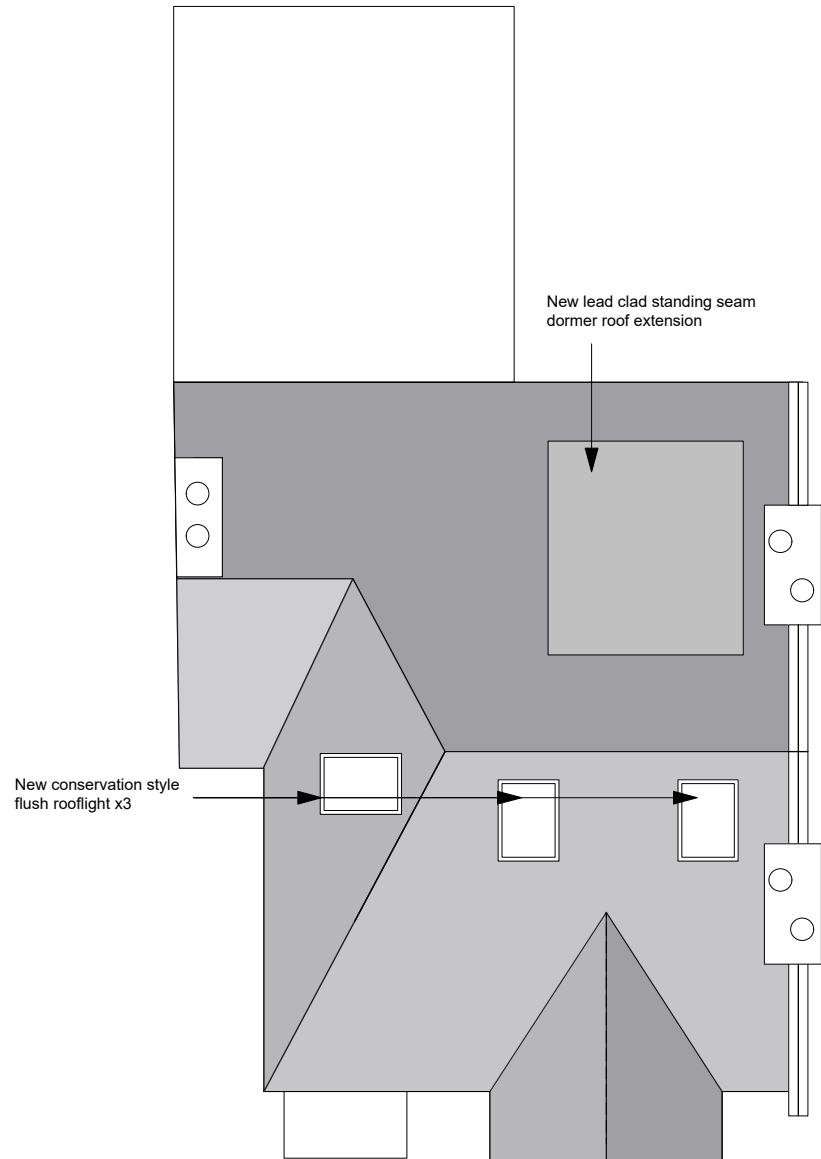 New lead clad standing seam
dormer roof extension
New conservation style
flush rooflight x3